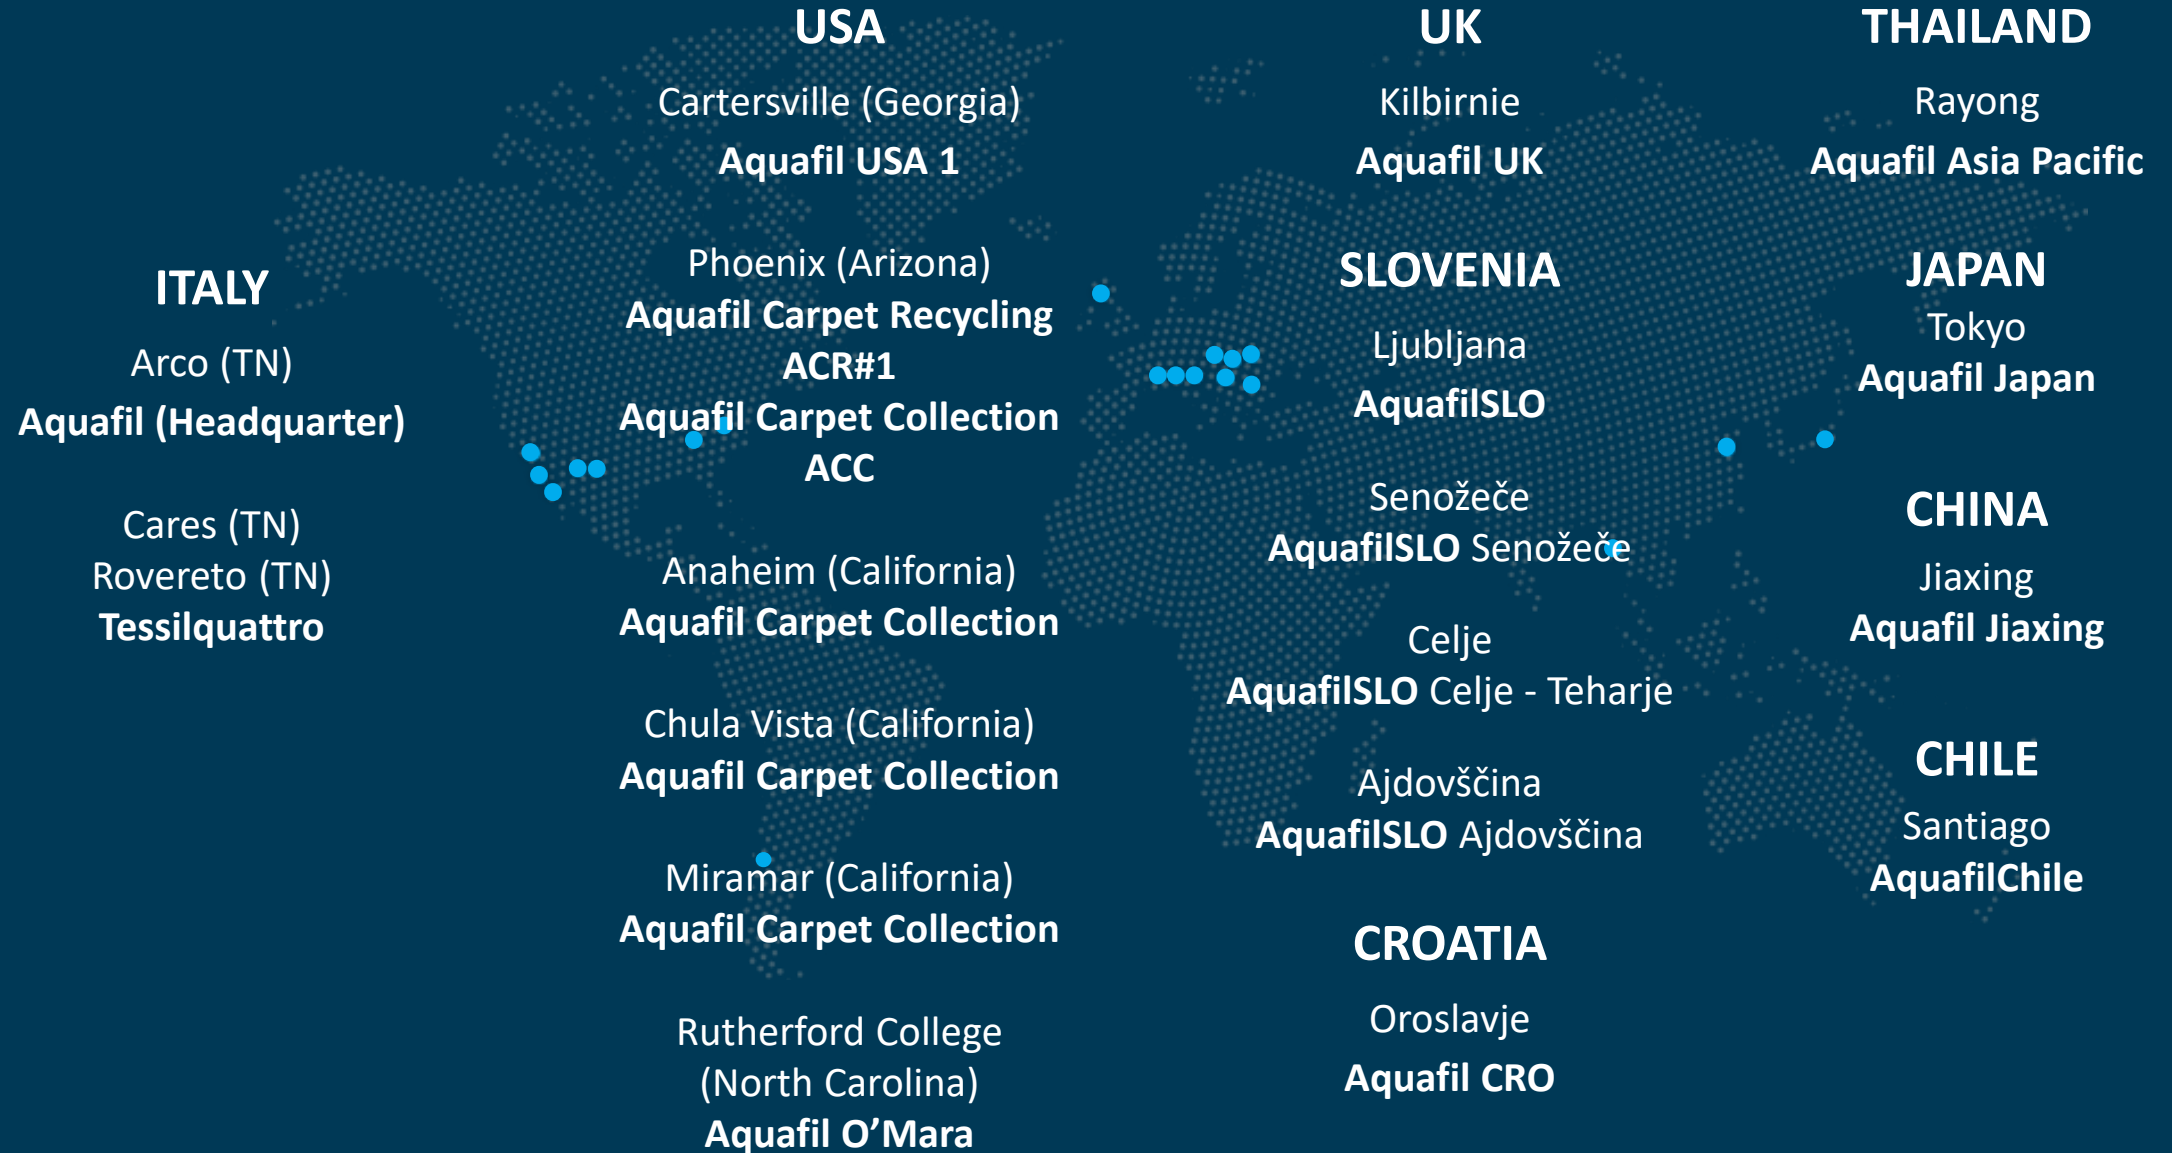 ITALY
Arco (TN)
Aquafil (Headquarter)
Cares (TN)
Rovereto (TN)
Tessilquattro
USA
Cartersville (Georgia)
Aquafil USA 1
Phoenix (Arizona)
Aquafil Carpet Recycling
ACR#1
Aquafil Carpet Collection
ACC
Anaheim (California)
Aquafil Carpet Collection
Chula Vista (California)
Aquafil Carpet Collection
Miramar (California)
Aquafil Carpet Collection
Rutherford College
(North Carolina)
Aquafil O’Mara
UK
Kilbirnie
Aquafil UK
SLOVENIA
Ljubljana
AquafilSLO
Senožeče
AquafilSLO Senožeče
Celje
AquafilSLO Celje - Teharje
Ajdovščina
AquafilSLO Ajdovščina
CROATIA
Oroslavje
Aquafil CRO
THAILAND
Rayong
Aquafil Asia Pacific
JAPAN
Tokyo
Aquafil Japan
CHINA
Jiaxing
Aquafil Jiaxing
CHILE
Santiago
AquafilChile